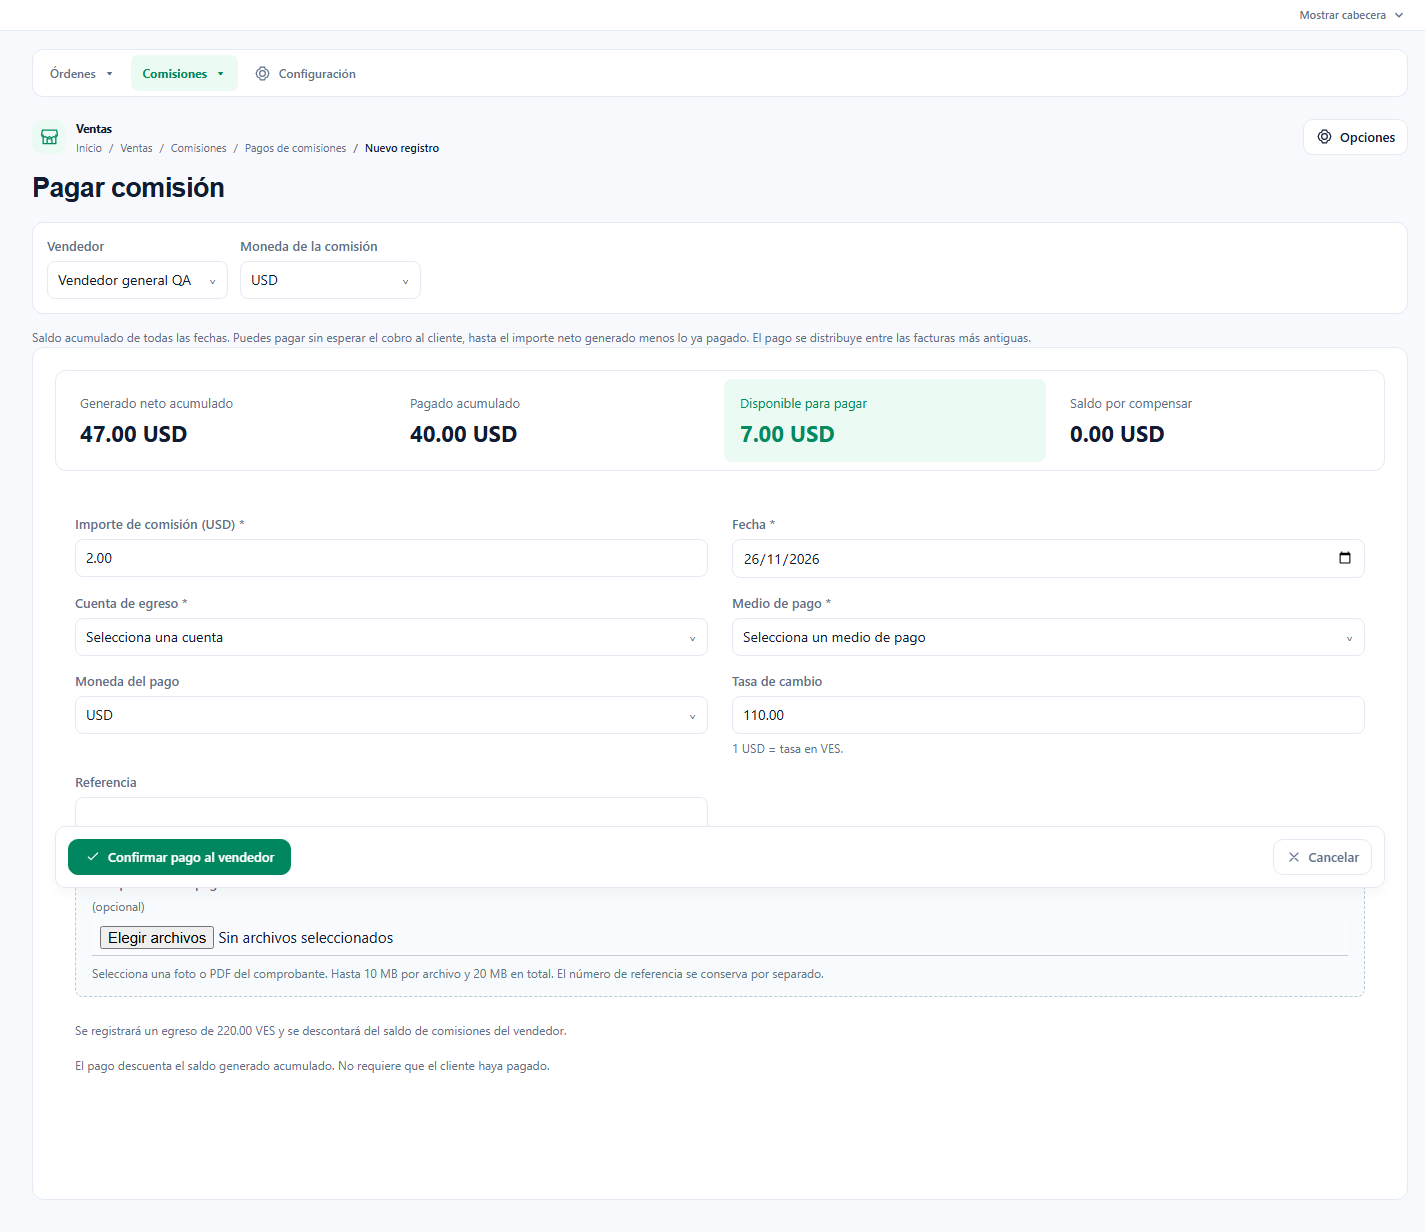 Mostrar cabecera
Órdenes
Comisiones
Configuración
Ventas
Inicio / Ventas / Comisiones / Pagos de comisiones / Nuevo registro
Opciones
Pagar comisión
Vendedor
Moneda de la comisión
Vendedor general QA
USD
Saldo acumulado de todas las fechas. Puedes pagar sin esperar el cobro al cliente, hasta el importe neto generado menos lo ya pagado. El pago se distribuye entre las facturas más antiguas.
Generado neto acumulado
47.00 USD
Pagado acumulado
40.00 USD
Disponible para pagar
7.00 USD
Saldo por compensar
0.00 USD
Importe de comisión (USD) *
2.00
Fecha *
26/11/2026
Cuenta de egreso *
Selecciona una cuenta
Medio de pago *
Selecciona un medio de pago
Moneda del pago
USD
Tasa de cambio
110.00
1 USD = tasa en VES.
Referencia
Confirmar pago al vendedor
Cancelar
(opcional)
Elegir archivos Sin archivos seleccionados
Selecciona una foto o PDF del comprobante. Hasta 10 MB por archivo y 20 MB en total. El número de referencia se conserva por separado.
Se registrará un egreso de 220.00 VES y se descontará del saldo de comisiones del vendedor.
El pago descuenta el saldo generado acumulado. No requiere que el cliente haya pagado.